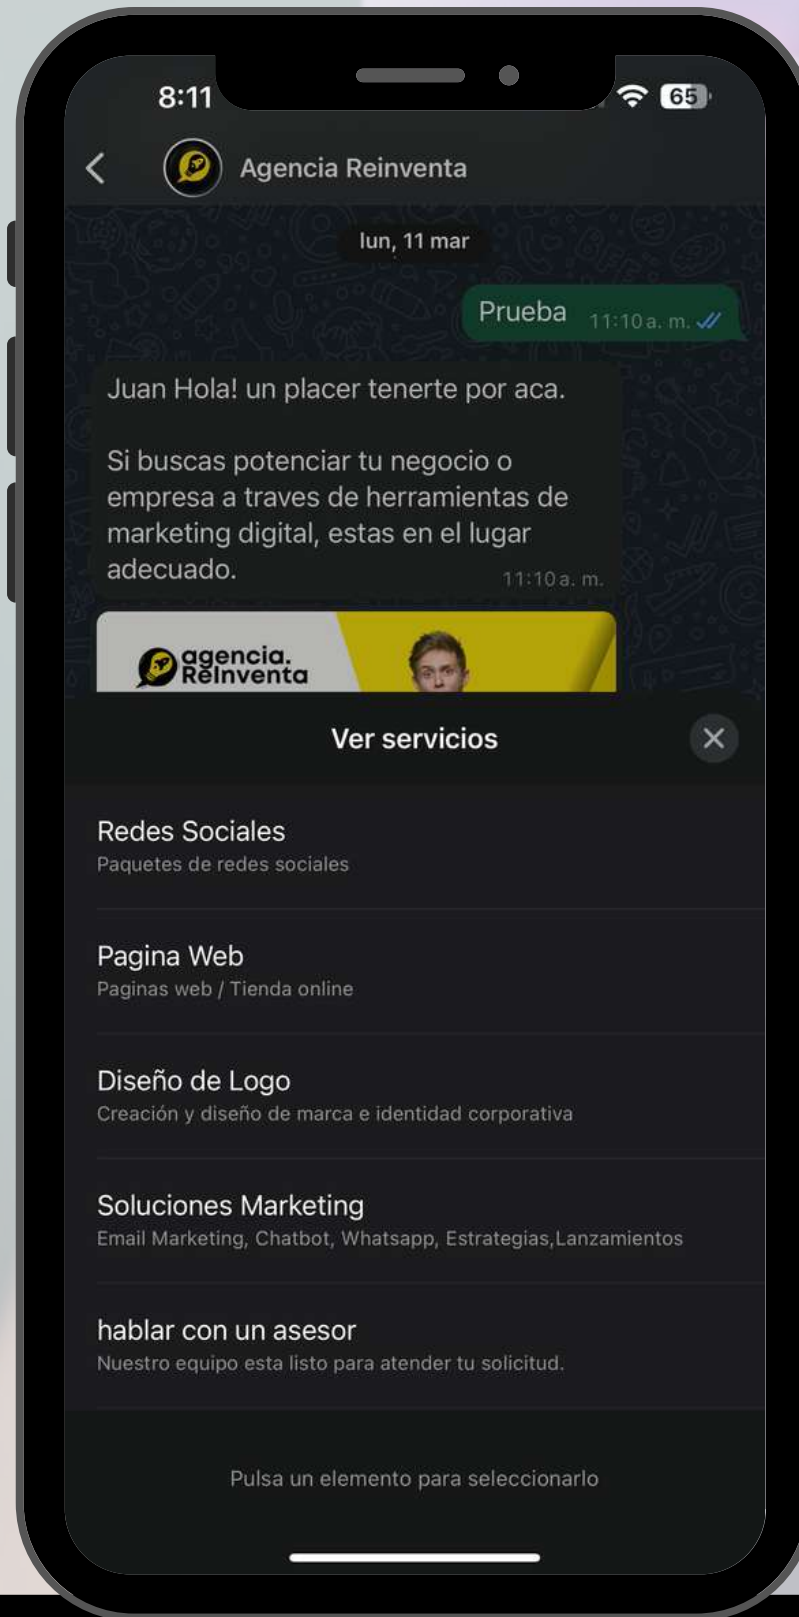 8:11
65
Agencia Reinventa
lun, 11 mar
Prueba 11:10 a. m.
Juan Hola! un placer tenerte por aca.
Si buscas potenciar tu negocio o
empresa a traves de herramientas de
marketing digital, estas en el lugar
adecuado. 11:10 a. m.
agencia.
ReInventa
Ver servicios
Redes Sociales
Paquetes de redes sociales
Pagina Web
Paginas web / Tienda online
Diseño de Logo
Creación y diseño de marca e identidad corporativa
Soluciones Marketing
Email Marketing, Chatbot, Whatsapp, Estrategias,Lanzamientos
hablar con un asesor
Nuestro equipo esta listo para atender tu solicitud.
Pulsa un elemento para seleccionarlo